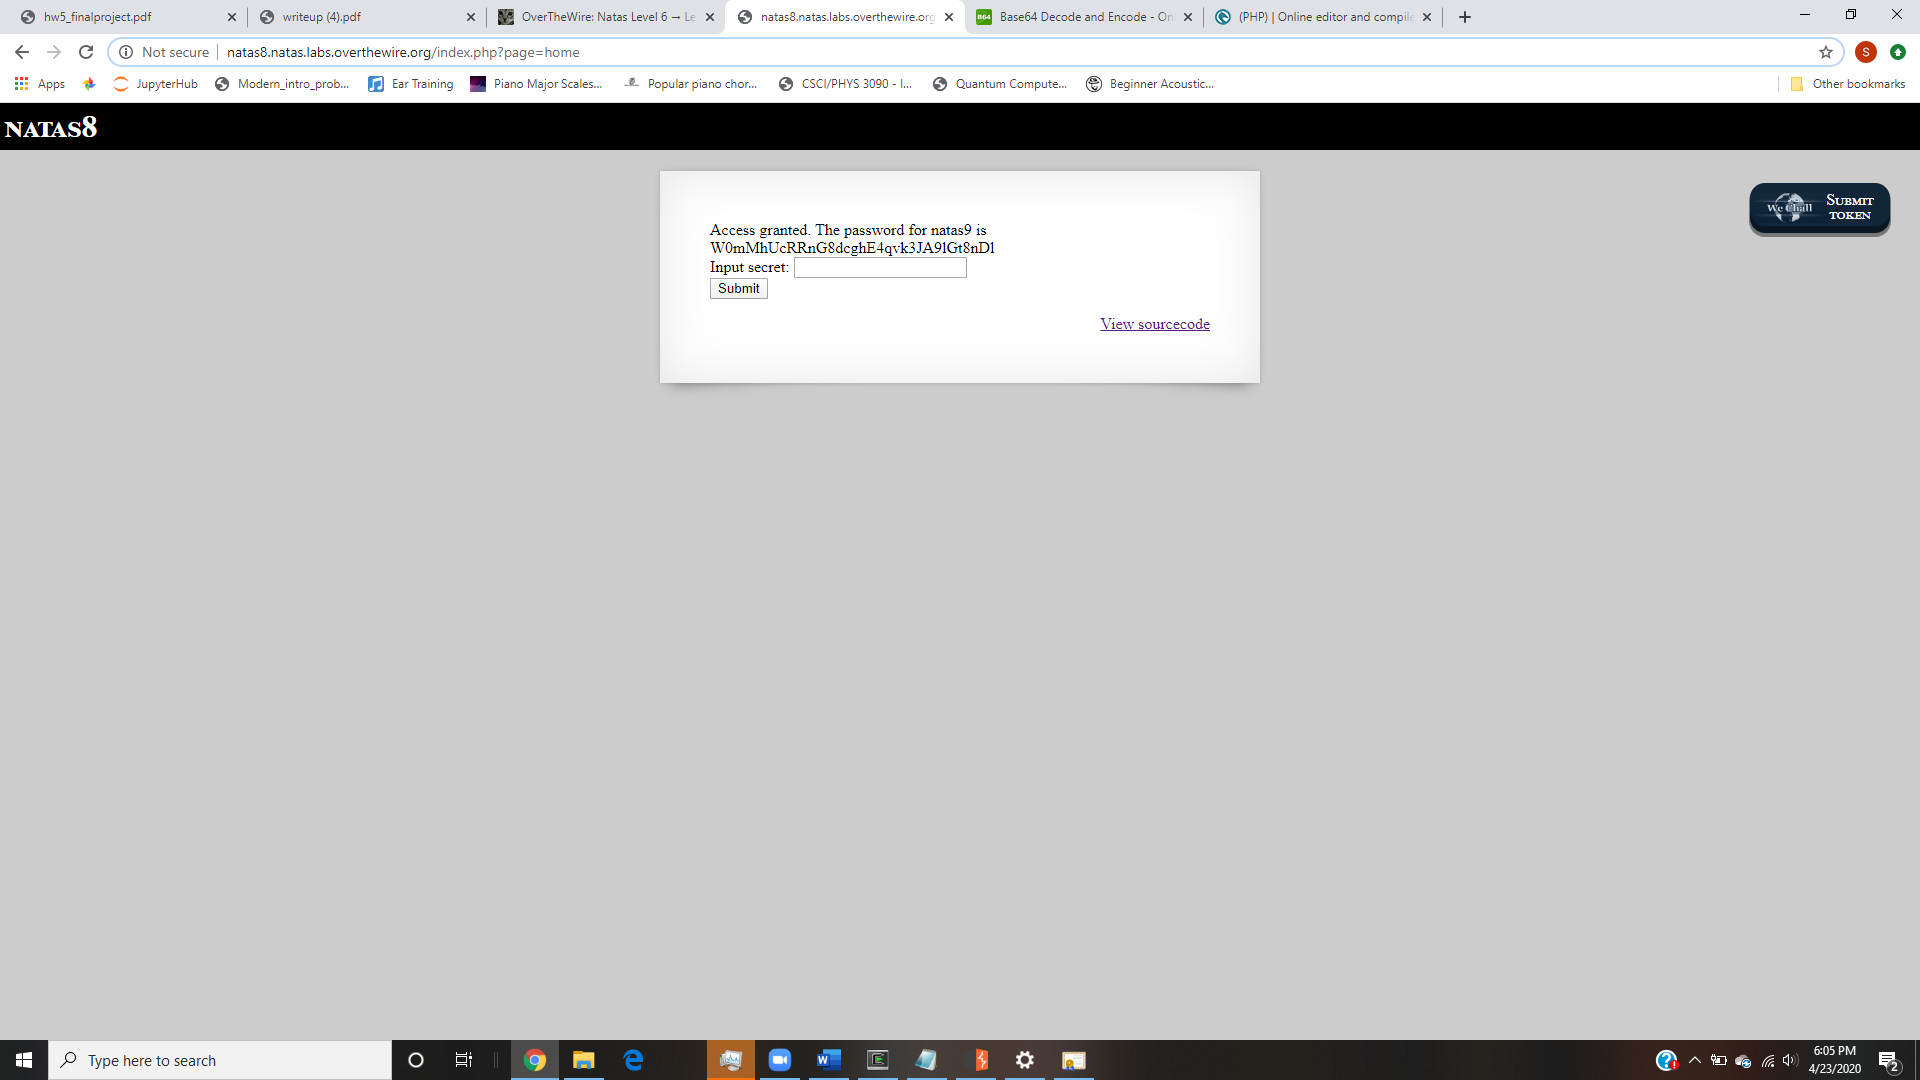 hw5_finalproject.pdf
writeup (4).pdf
OverTheWire: Natas Level 6 → Le
natas8.natas.labs.overthewire.org
Base64 Decode and Encode - On
(PHP) | Online editor and compile
Not secure
natas8.natas.labs.overthewire.org/index.php?page=home
S
Apps
JupyterHub
Modern_intro_prob...
Ear Training
Piano Major Scales...
Popular piano chor...
CSCI/PHYS 3090 - I...
Quantum Compute...
Beginner Acoustic...
Other bookmarks
NATAS8
We Chall
SUBMIT
TOKEN
Access granted. The password for natas9 is
W0mMhUcRRnG8dcghE4qvk3JA9lGt8nDl
Input secret:
Submit
View sourcecode
Type here to search
6:05 PM
4/23/2020
2